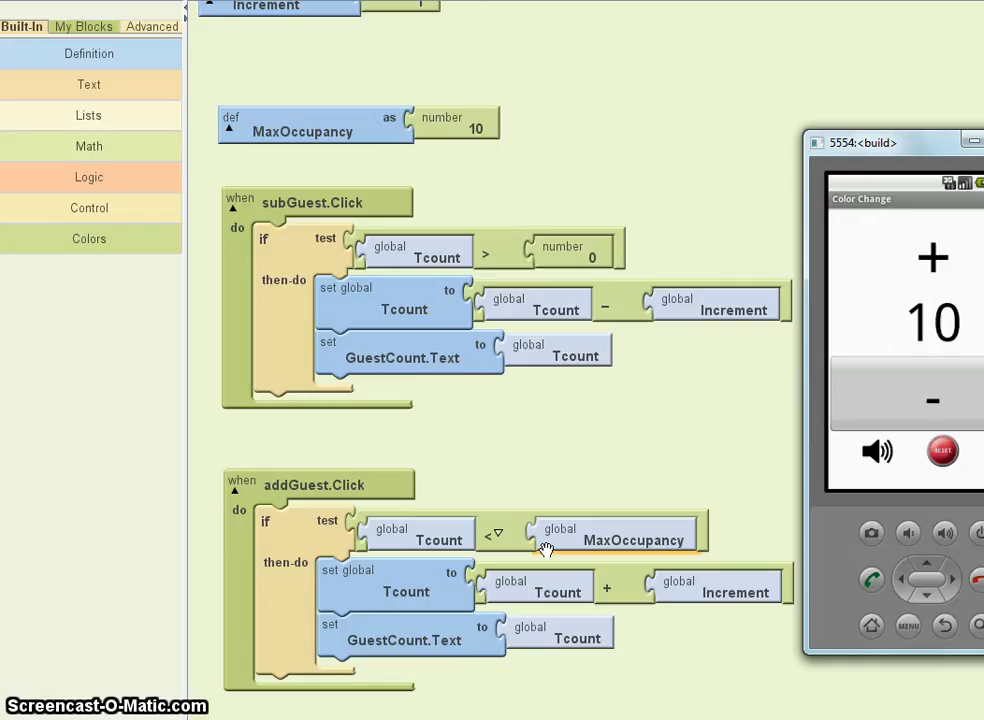 Increment
1
Built-In My Blocks Advanced
Definition
Text
Lists
Math
Logic
Control
Colors
def MaxOccupancy as number 10
when subGuest.Click
do if test global Tcount > number 0
then-do set global Tcount to global Tcount - global Increment
set GuestCount.Text to global Tcount
when addGuest.Click
do if test global Tcount < global MaxOccupancy
then-do set global Tcount to global Tcount + global Increment
set GuestCount.Text to global Tcount
5554:<build>
3G
Color Change
+
10
-
RESET
MENU
Screencast-O-Matic.com